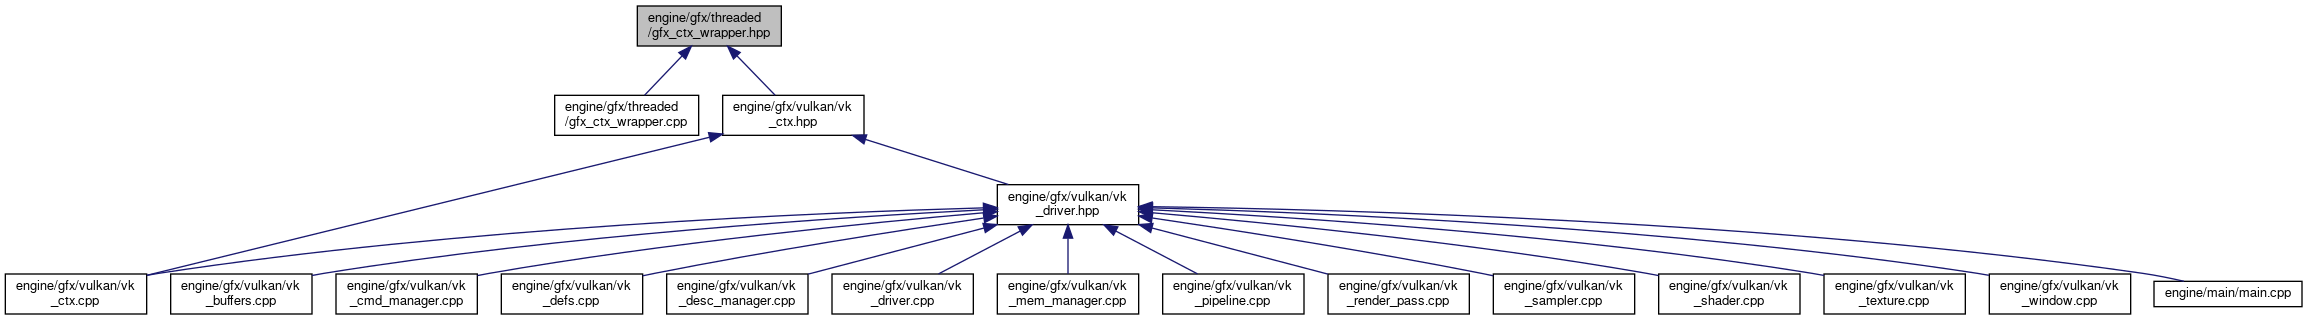 engine/gfx/threaded
/gfx_ctx_wrapper.hpp
engine/gfx/threaded
/gfx_ctx_wrapper.cpp
engine/gfx/vulkan/vk
_ctx.hpp
engine/gfx/vulkan/vk
_driver.hpp
engine/gfx/vulkan/vk
_ctx.cpp
engine/gfx/vulkan/vk
_buffers.cpp
engine/gfx/vulkan/vk
_cmd_manager.cpp
engine/gfx/vulkan/vk
_defs.cpp
engine/gfx/vulkan/vk
_desc_manager.cpp
engine/gfx/vulkan/vk
_driver.cpp
engine/gfx/vulkan/vk
_mem_manager.cpp
engine/gfx/vulkan/vk
_pipeline.cpp
engine/gfx/vulkan/vk
_render_pass.cpp
engine/gfx/vulkan/vk
_sampler.cpp
engine/gfx/vulkan/vk
_shader.cpp
engine/gfx/vulkan/vk
_texture.cpp
engine/gfx/vulkan/vk
_window.cpp
engine/main/main.cpp